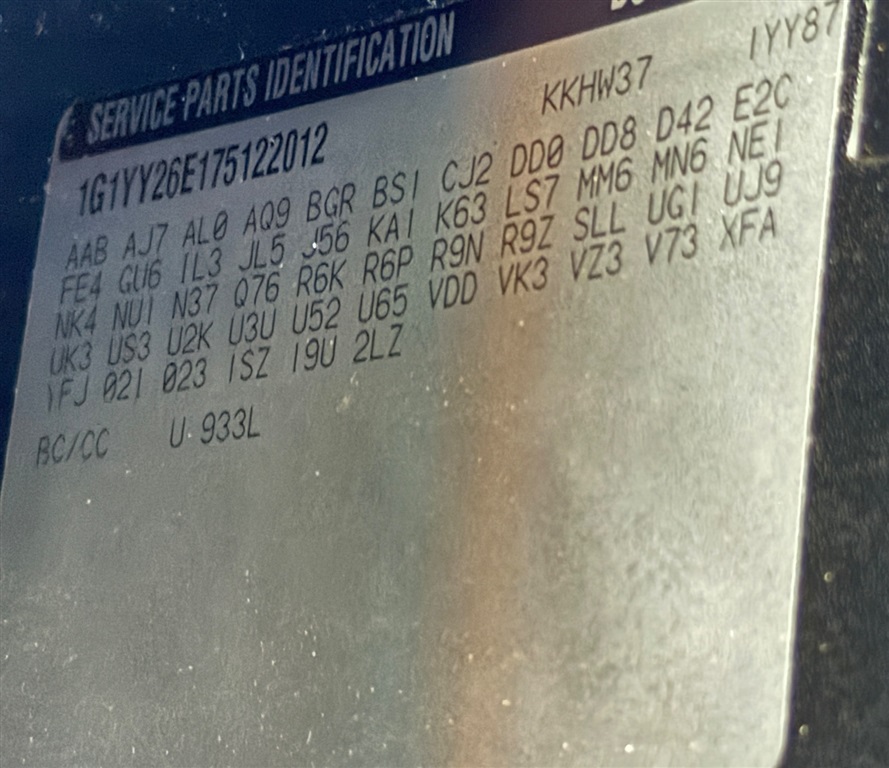 SERVICE PARTS IDENTIFICATION
1G1YY26E175122012 KKHW37 1YY87
AAB AJ7 AL0 AQ9 BGR BS1 CJ2 DD0 DD8 D42 E2C
FE4 GU6 IL3 JL5 J56 KA1 K63 LS7 MM6 MN6 NE1
NK4 NU1 N37 Q76 R6K R6P R9N R9Z SLL UG1 UJ9
UK3 US3 U2K U3U U52 U65 VDD VK3 VZ3 V73 XFA
YFJ 021 023 1SZ 19U 2LZ
BC/CC U 933L